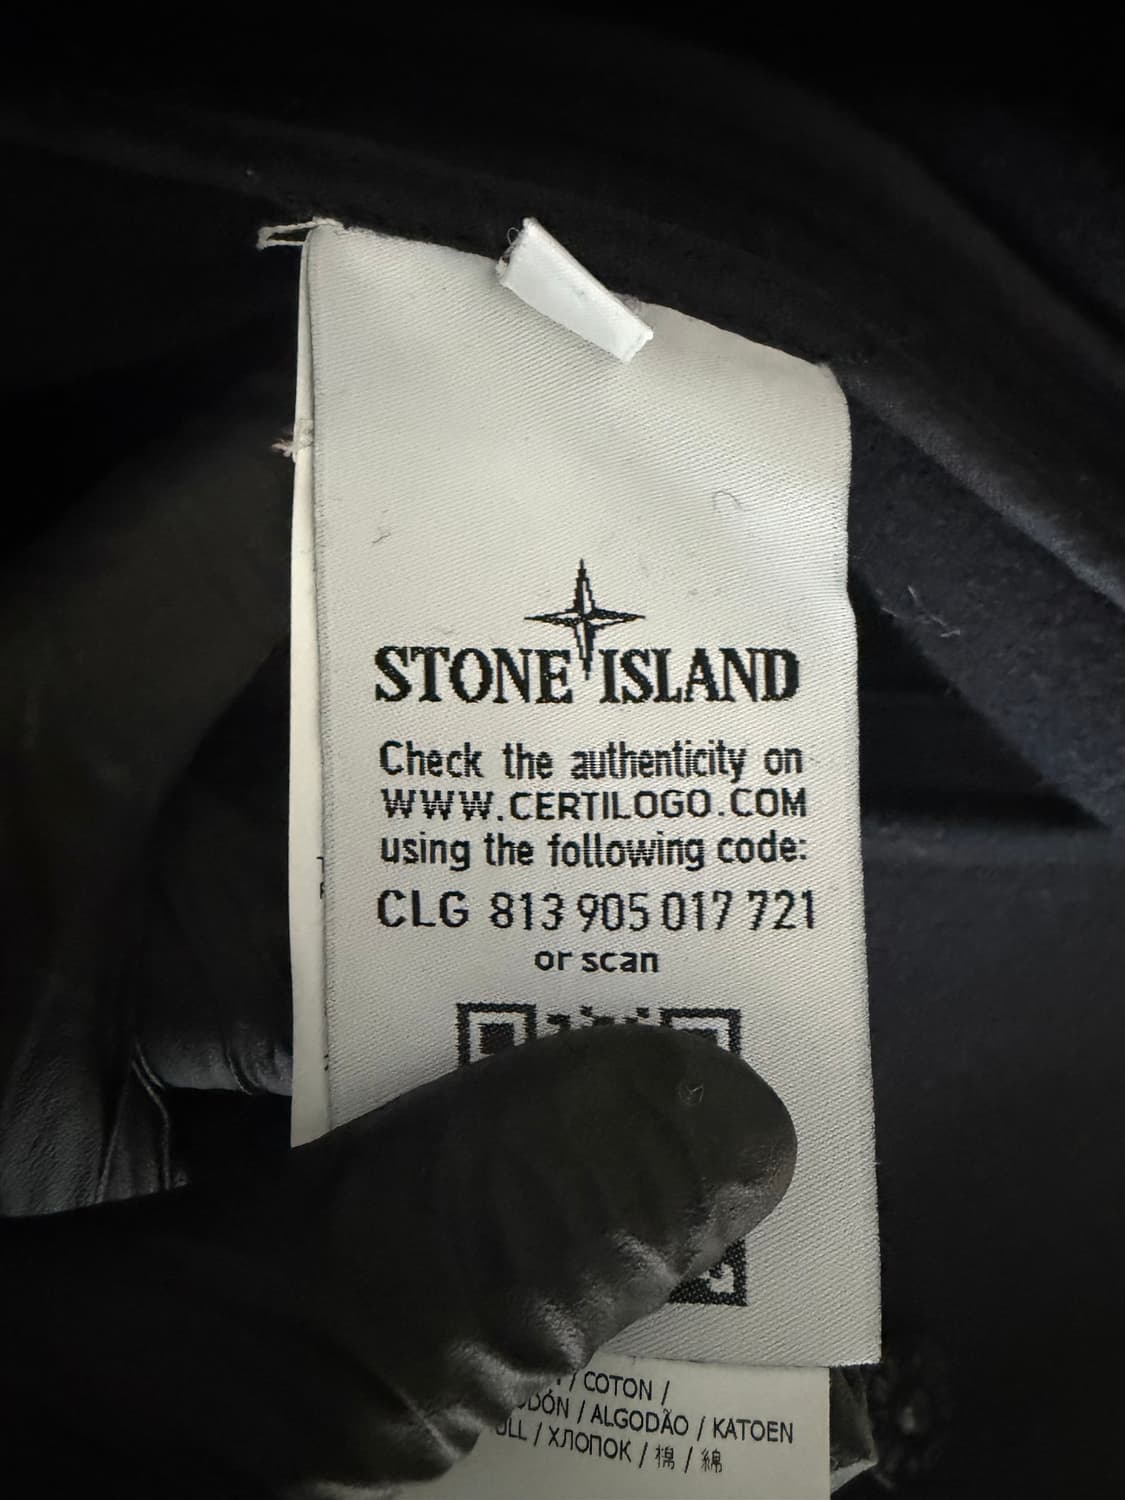 STONE ISLAND
Check the authenticity on
WWW.CERTILOGO.COM
using the following code:
CLG 813 905 017 721
or scan
/ COTON /
/ ALGODÃO / KATOEN
/ ХЛОПОК / 棉 / 綿